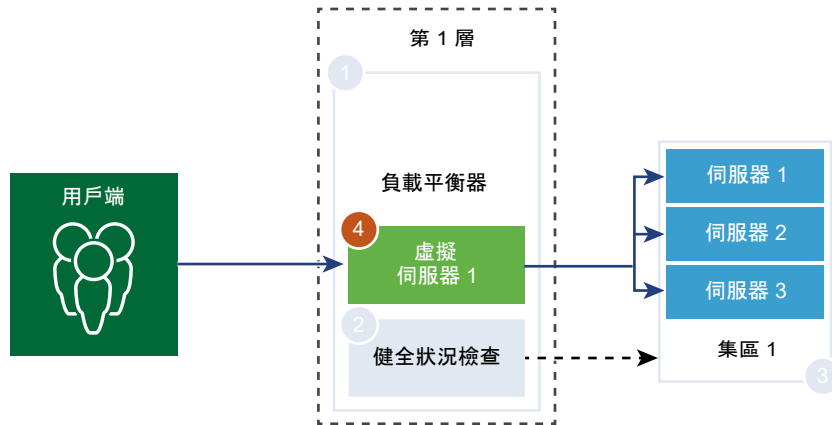 第 1 層
1
用戶端
負載平衡器
4
虛擬
伺服器 1
2
健全狀況檢查
伺服器 1
伺服器 2
伺服器 3
集區 1
3